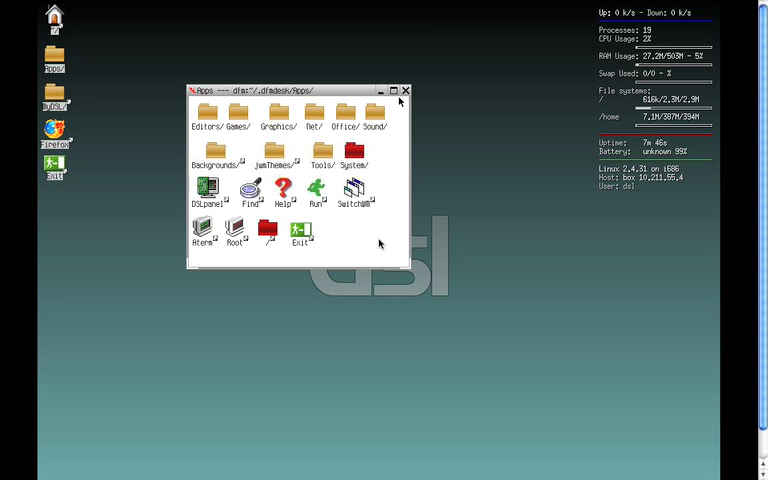 ~/
Apps/
myDSL/
Firefox
Exit
Apps --- dfm:~/.dfmdesk/Apps/
Editors/ Games/ Graphics/ Net/ Office/ Sound/
Backgrounds/ jwmThemes/ Tools/ System/
DSLpanel Find Help Run SwitchWM
Aterm Root / Exit
dsl
Up: 0 k/s - Down: 0 k/s
Processes: 19
CPU Usage: 2%
RAM Usage: 27.2M/503M - 5%
Swap Used: 0/0 - %
File systems:
/ 616k/2.3M/2.9M
/home 7.1M/387M/394M
Uptime: 7m 46s
Battery: unknown 99%
Linux 2.4.31 on i686
Host: box 10.211.55.4
User: dsl